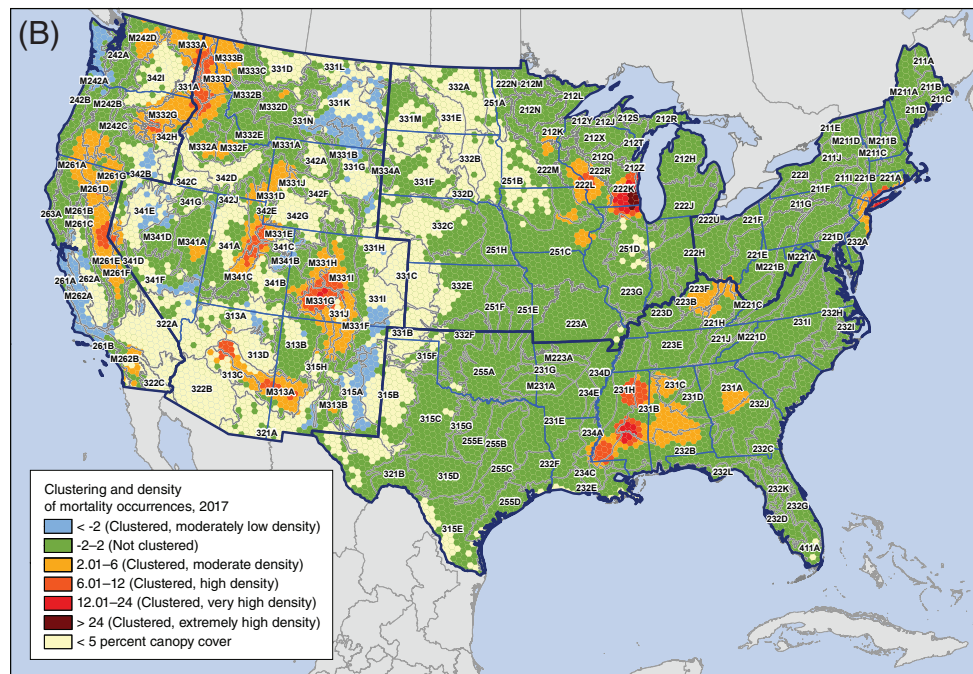 (B)
M242D
M333A
242A
M333B
M333D
M333C
331D
331L
342I
331A
M242A
242B
M242B
M332G
M332B
M332D
331K
331N
M242C
342H
M332A
M332E
M332F
M331A
M261A
M261G
M261D
342B
342C
342D
342A
M331B
331G
M334A
M331J
M331D
342F
263A
M261B
M261C
341E
341G
342J
342E
342G
M341D
M341A
341A
M331E
341C
M341B
M331H
M331I
331H
261A
262A
M261E
M261F
341D
341F
M341C
341B
M331G
331J
331I
331C
M262A
322A
313A
M331F
331B
261B
M262B
322C
313D
313C
313B
315H
322B
M313A
M313B
315A
315B
321A
332A
222N
212M
331M
331E
251A
212N
212L
212Y
212J
212S
212R
212K
212X
212T
332B
222M
212Q
222R
212Z
212H
331F
332D
251B
222L
222K
222J
222U
332C
251H
251C
251D
332E
251F
251E
223G
222H
332F
223A
315F
255A
M223A
231G
M231A
234D
234E
315C
315G
255E
255B
231E
234A
321B
315D
255C
232F
234C
232E
255D
315E
211A
M211A
211B
211C
211D
211E
M211D
M211B
M211C
211J
222I
211I
221B
221A
211F
211G
221F
221D
232A
221E
M221A
M221B
223F
223B
223D
221H
M221C
231I
232H
232I
223E
221J
M221D
231H
231C
231D
231A
231B
232J
232B
232C
232L
232K
232G
232D
411A
Clustering and density
of mortality occurrences, 2017
< -2 (Clustered, moderately low density)
-2–2 (Not clustered)
2.01–6 (Clustered, moderate density)
6.01–12 (Clustered, high density)
12.01–24 (Clustered, very high density)
> 24 (Clustered, extremely high density)
< 5 percent canopy cover